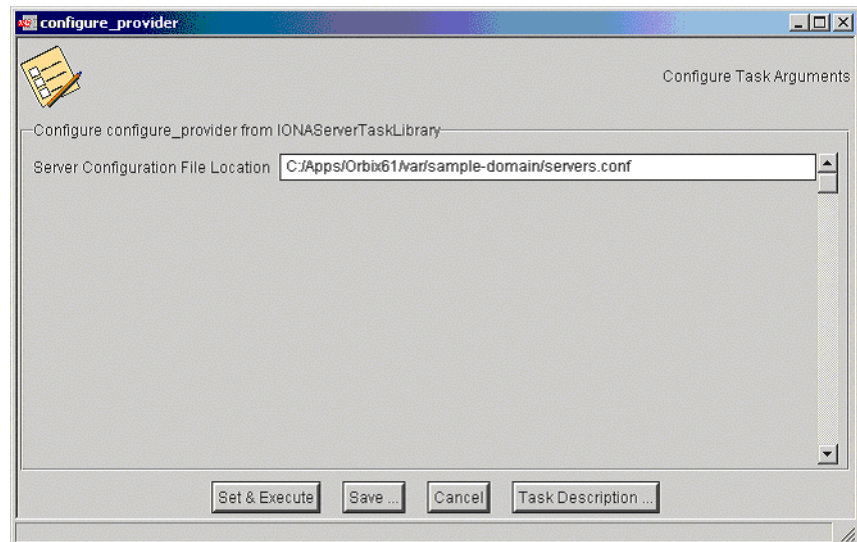 configure_provider
Configure Task Arguments
Configure configure_provider from IONAServerTaskLibrary
Server Configuration File Location C:/Apps/Orbix61/var/sample-domain/servers.conf
Set & Execute Save ... Cancel Task Description ...